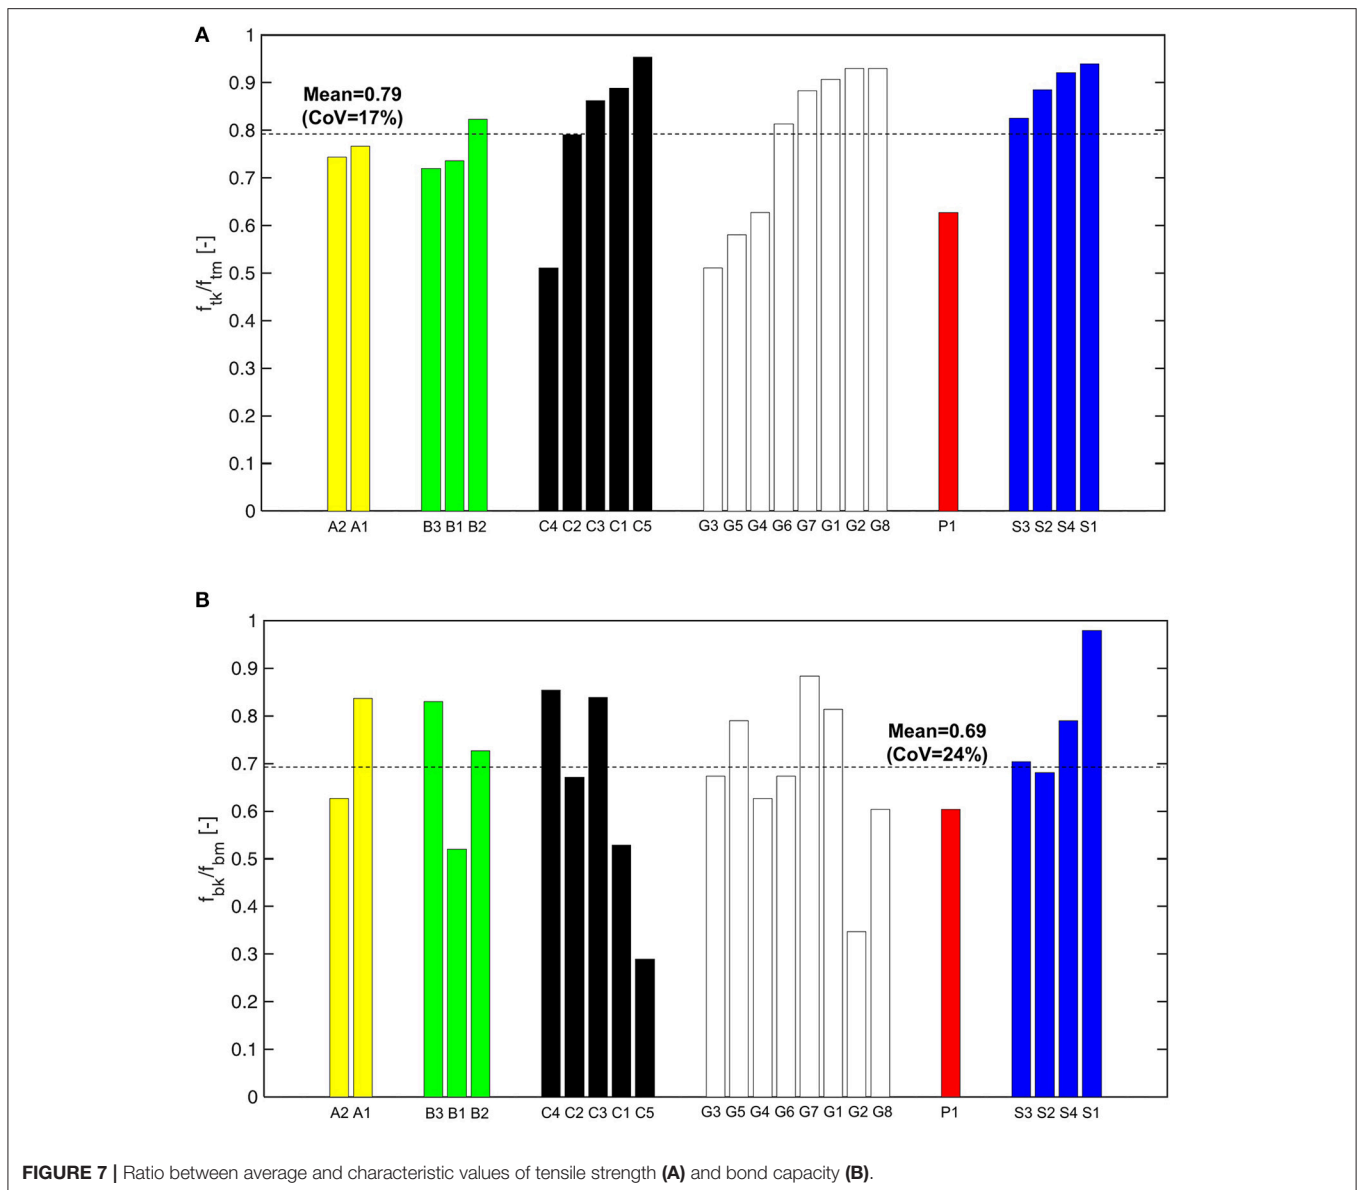 A
1
0.9
0.8
0.7
0.6
0.5
0.4
0.3
0.2
0.1
0
f_tk/f_tm [-]
Mean=0.79
(CoV=17%)
A2 A1 B3 B1 B2 C4 C2 C3 C1 C5 G3 G5 G4 G6 G7 G1 G2 G8 P1 S3 S2 S4 S1
B
1
0.9
0.8
0.7
0.6
0.5
0.4
0.3
0.2
0.1
0
f_bk/f_bm [-]
Mean=0.69
(CoV=24%)
A2 A1 B3 B1 B2 C4 C2 C3 C1 C5 G3 G5 G4 G6 G7 G1 G2 G8 P1 S3 S2 S4 S1
FIGURE 7 | Ratio between average and characteristic values of tensile strength (A) and bond capacity (B).